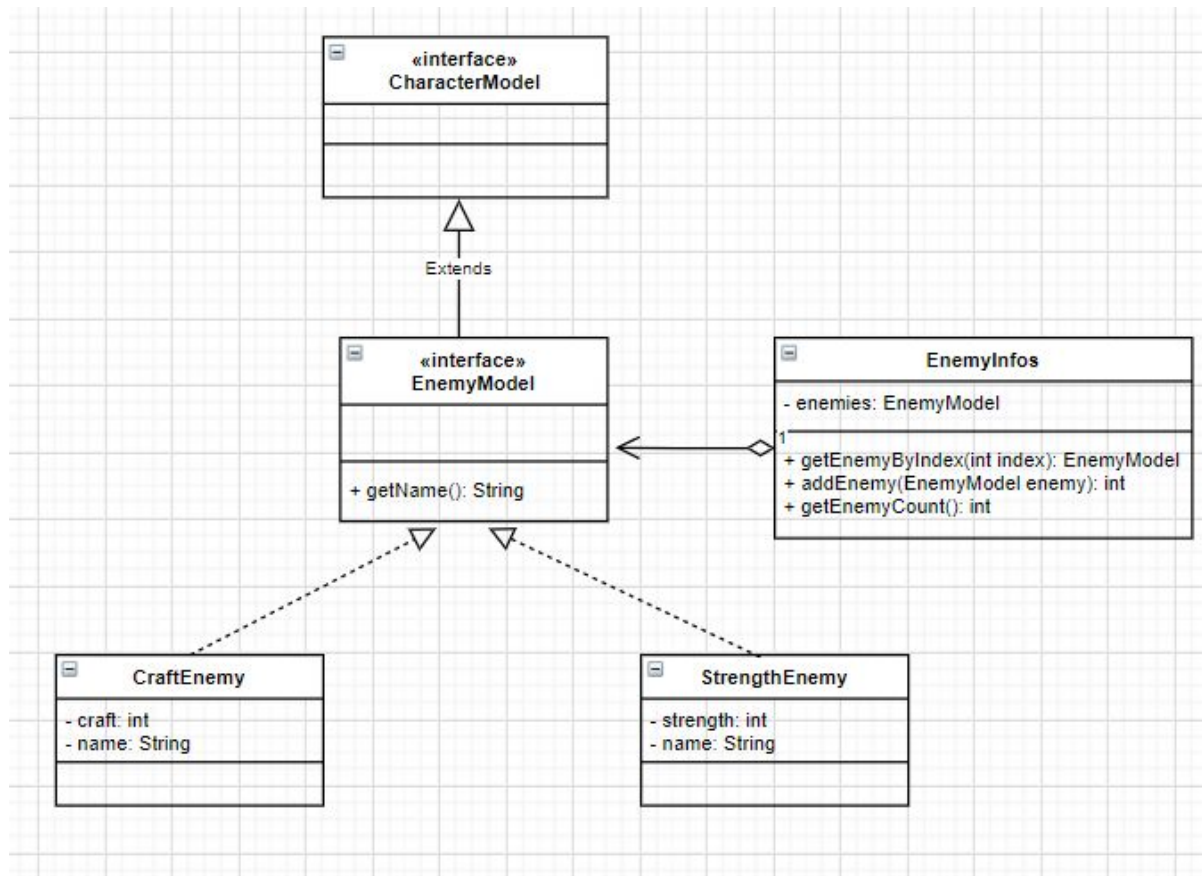 «interface»
CharacterModel
Extends
«interface»
EnemyModel
+ getName(): String
EnemyInfos
- enemies: EnemyModel
1
+ getEnemyByIndex(int index): EnemyModel
+ addEnemy(EnemyModel enemy): int
+ getEnemyCount(): int
CraftEnemy
- craft: int
- name: String
StrengthEnemy
- strength: int
- name: String